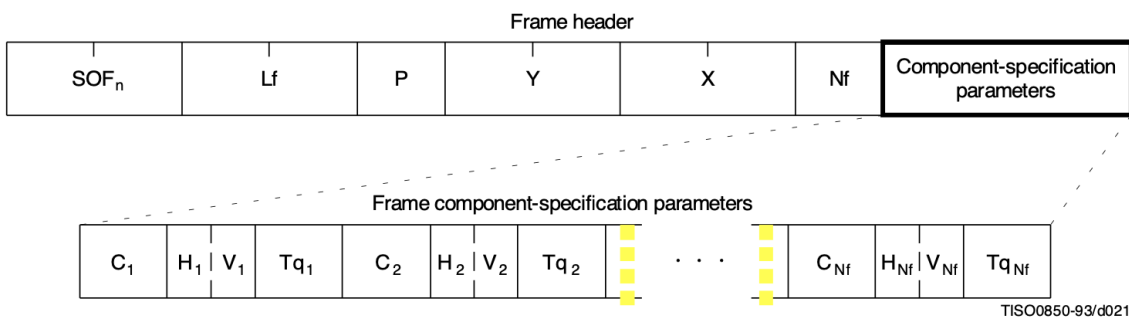 Frame header
SOFn Lf P Y X Nf Component-specification
parameters
Frame component-specification parameters
C1 H1 V1 Tq1 C2 H2 V2 Tq2 · · · CNf HNf VNf TqNf
TISO0850-93/d021